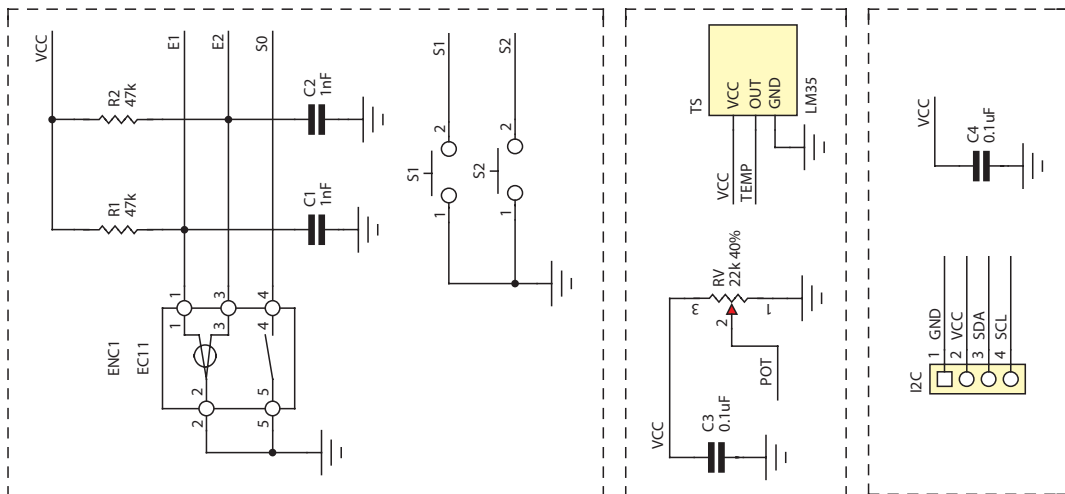 VCC
E1
E2
S0
R2
47k
C2
1nF
R1
47k
C1
1nF
ENC1
EC11
1
1
3
3
4
4
2
2
5
5
S1
S2
S1
2
1
S2
2
1
TS
VCC
OUT
GND
LM35
VCC
TEMP
RV
22k 40%
3
2
1
POT
VCC
C3
0.1uF
VCC
C4
0.1uF
I2C
1 GND
2 VCC
3 SDA
4 SCL